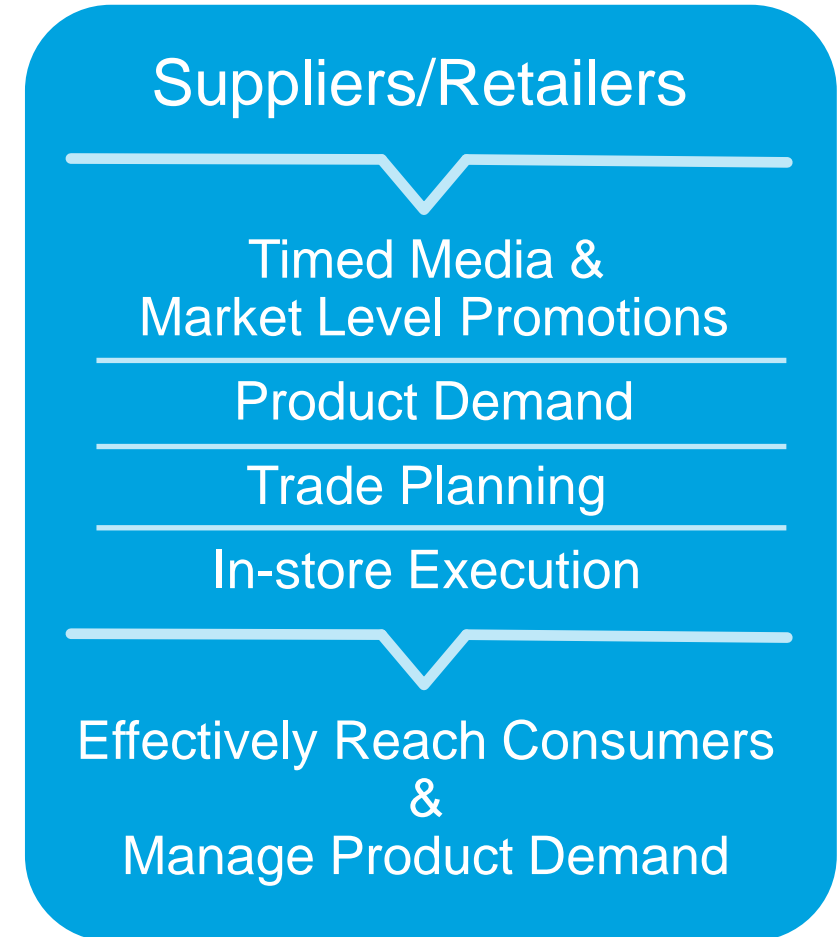 Suppliers/Retailers
Timed Media &
Market Level Promotions
Product Demand
Trade Planning
In-store Execution
Effectively Reach Consumers
&
Manage Product Demand